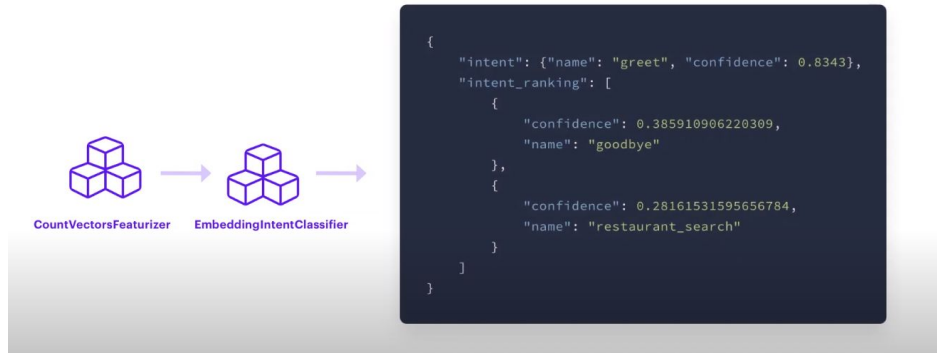 CountVectorsFeaturizer
EmbeddingIntentClassifier
{
"intent": {"name": "greet", "confidence": 0.8343},
"intent_ranking": [
{
"confidence": 0.385910906220309,
"name": "goodbye"
},
{
"confidence": 0.28161531595656784,
"name": "restaurant_search"
}
]
}